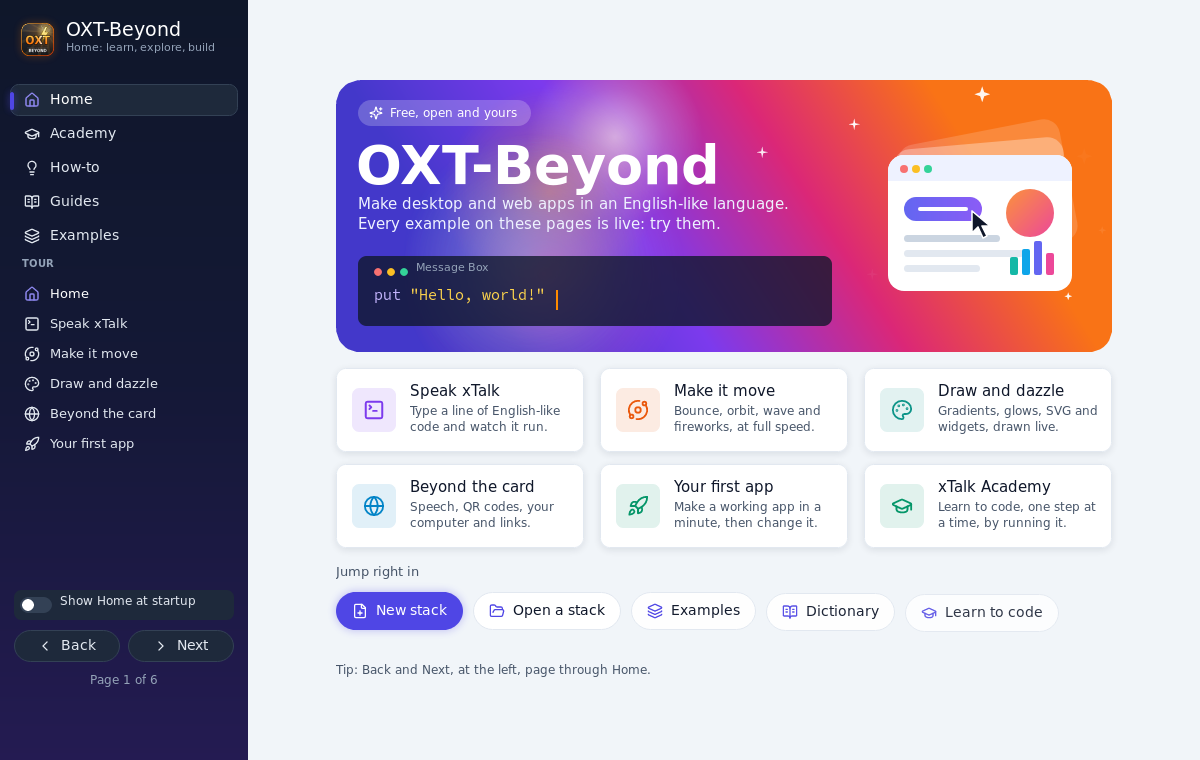 OXT
BEYOND
OXT-Beyond
Home: learn, explore, build
Home
Academy
How-to
Guides
Examples
TOUR
Home
Speak xTalk
Make it move
Draw and dazzle
Beyond the card
Your first app
Show Home at startup
Back
Next
Page 1 of 6
Free, open and yours
OXT-Beyond
Make desktop and web apps in an English-like language.
Every example on these pages is live: try them.
Message Box
put "Hello, world!"
Speak xTalk
Type a line of English-like
code and watch it run.
Make it move
Bounce, orbit, wave and
fireworks, at full speed.
Draw and dazzle
Gradients, glows, SVG and
widgets, drawn live.
Beyond the card
Speech, QR codes, your
computer and links.
Your first app
Make a working app in a
minute, then change it.
xTalk Academy
Learn to code, one step at
a time, by running it.
Jump right in
New stack
Open a stack
Examples
Dictionary
Learn to code
Tip: Back and Next, at the left, page through Home.